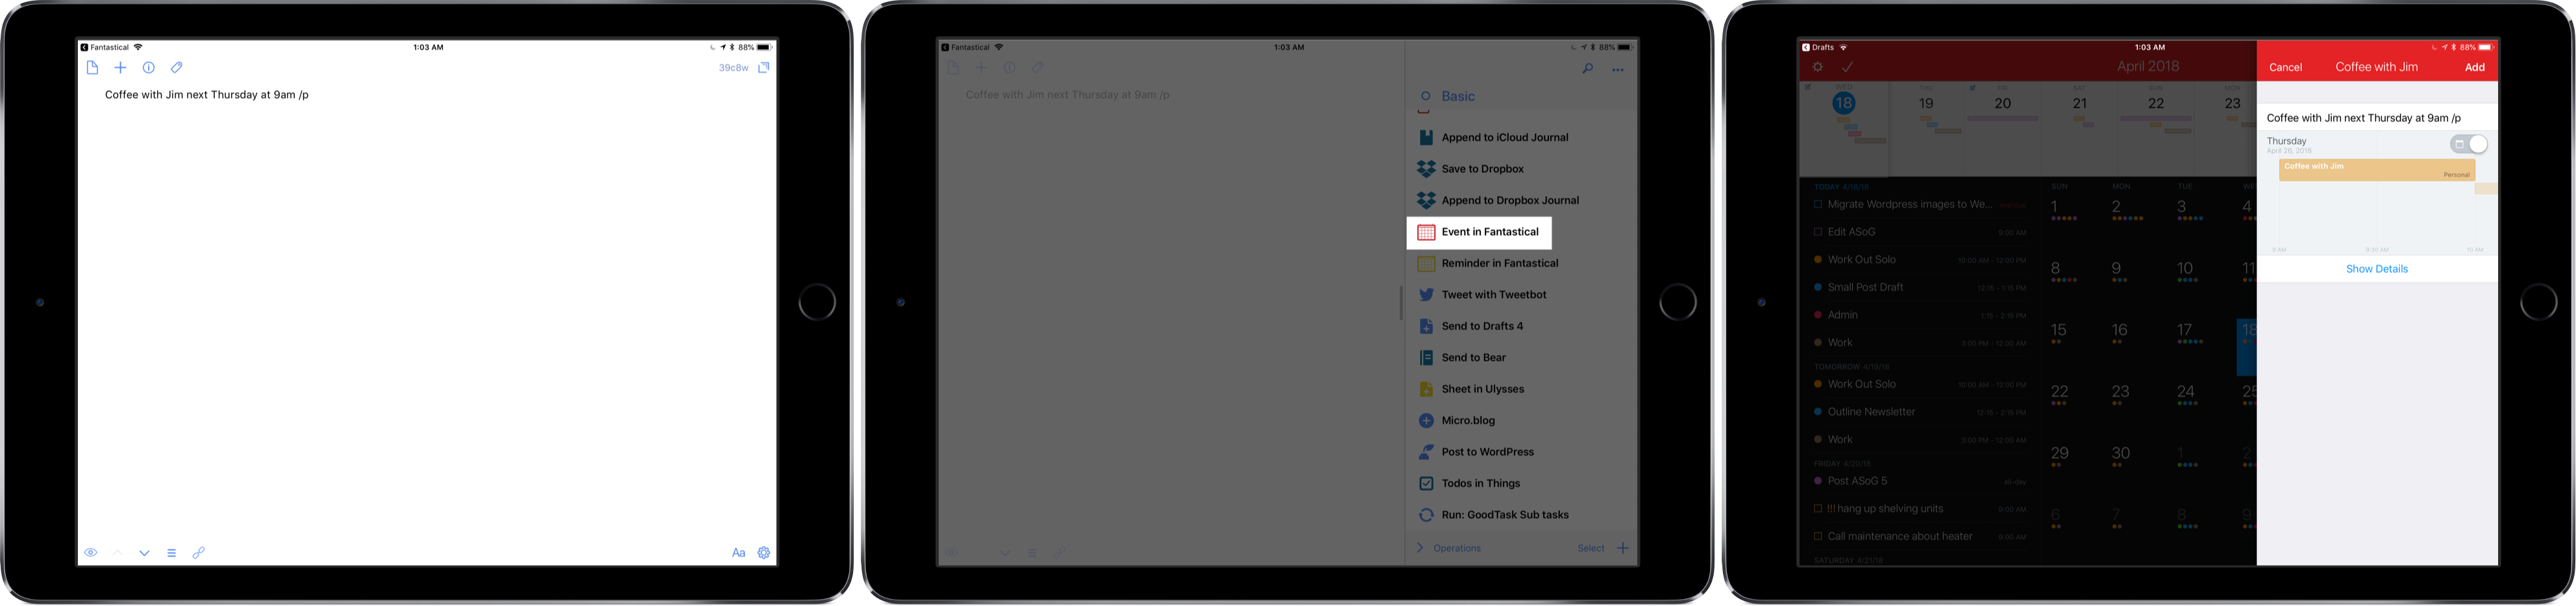 Fantastical
1:03 AM
88%
39c8w
Coffee with Jim next Thursday at 9am /p
Aa
Fantastical
1:03 AM
88%
Coffee with Jim next Thursday at 9am /p
Basic
Append to iCloud Journal
Save to Dropbox
Append to Dropbox Journal
Event in Fantastical
Reminder in Fantastical
Tweet with Tweetbot
Send to Drafts 4
Send to Bear
Sheet in Ulysses
Micro.blog
Post to WordPress
Todos in Things
Run: GoodTask Sub tasks
Operations
Select
Drafts
1:03 AM
88%
April 2018
WED THU FRI SAT SUN MON
18 19 20 21 22 23
TODAY 4/18/18
Migrate Wordpress images to We...
Edit ASoG 9:00 AM
Work Out Solo 10:00 AM - 12:00 PM
Small Post Draft 12:15 - 1:15 PM
Admin 1:15 - 2:15 PM
Work 3:00 PM - 12:00 AM
TOMORROW 4/19/18
Work Out Solo 10:00 AM - 12:00 PM
Outline Newsletter 12:15 - 2:15 PM
Work 3:00 PM - 12:00 AM
FRIDAY 4/20/18
Post ASoG 5 all-day
!!! hang up shelving units 9:00 AM
Call maintenance about heater 9:00 AM
SATURDAY 4/21/18
SUN MON TUE WE
1 2 3 4
8 9 10 11
15 16 17 18
22 23 24 25
29 30 1 2
6 7 8 9
Cancel
Coffee with Jim
Add
Coffee with Jim next Thursday at 9am /p
Thursday
April 26, 2018
Coffee with Jim
Personal
9 AM 9:30 AM 10 AM
Show Details